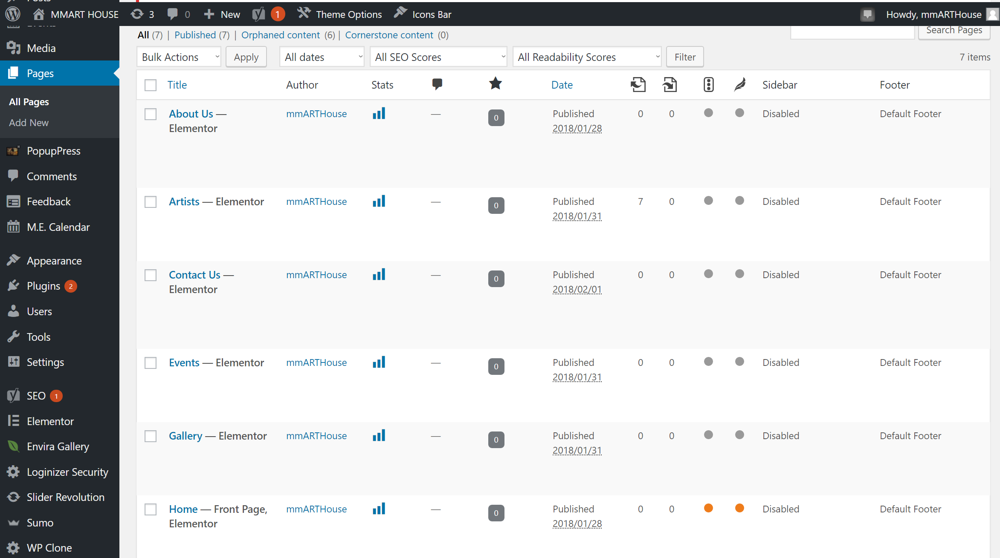 MMART HOUSE 3 0 New 1 Theme Options Icons Bar Howdy, mmARTHouse
Media
Pages
All Pages
Add New
PopupPress
Comments
Feedback
M.E. Calendar
Appearance
Plugins 2
Users
Tools
Settings
SEO 1
Elementor
Envira Gallery
Loginizer Security
Slider Revolution
Sumo
WP Clone
All (7) | Published (7) | Orphaned content (6) | Cornerstone content (0)
Search Pages
Bulk Actions Apply All dates All SEO Scores All Readability Scores Filter 7 items
Title Author Stats Date Sidebar Footer
About Us — mmARTHouse — 0 Published 0 0 Disabled Default Footer
Elementor 2018/01/28
Artists — Elementor mmARTHouse — 0 Published 7 0 Disabled Default Footer
2018/01/31
Contact Us — mmARTHouse — 0 Published 0 0 Disabled Default Footer
Elementor 2018/02/01
Events — Elementor mmARTHouse — 0 Published 0 0 Disabled Default Footer
2018/01/31
Gallery — Elementor mmARTHouse — 0 Published 0 0 Disabled Default Footer
2018/01/31
Home — Front Page, mmARTHouse — 0 Published 0 0 Disabled Default Footer
Elementor 2018/01/28